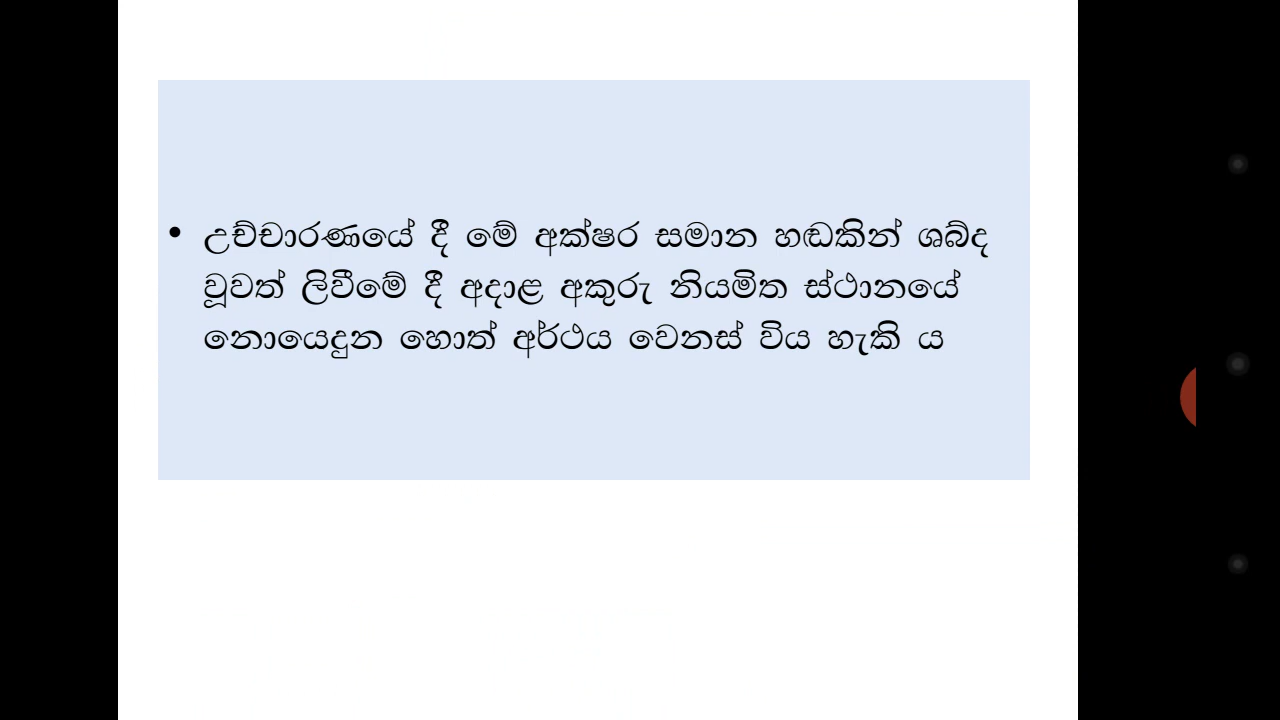 • උච්චාරණයේ දී මේ අක්ෂර සමාන හඬකින් ශබ්ද
වූවත් ලිවීමේ දී අදාළ අකුරු නියමිත ස්ථානයේ
නොයෙදුන හොත් අර්ථය වෙනස් විය හැකි ය